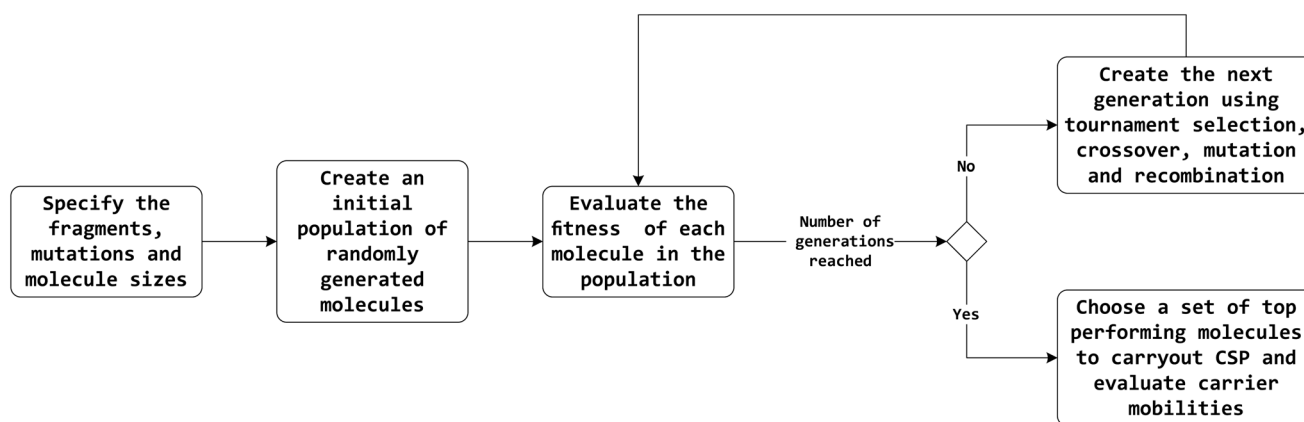 Specify the
fragments,
mutations and
molecule sizes
Create an
initial
population of
randomly
generated
molecules
Evaluate the
fitness of each
molecule in the
population
Number of
generations
reached
No
Create the next
generation using
tournament selection,
crossover, mutation
and recombination
Yes
Choose a set of top
performing molecules
to carryout CSP and
evaluate carrier
mobilities